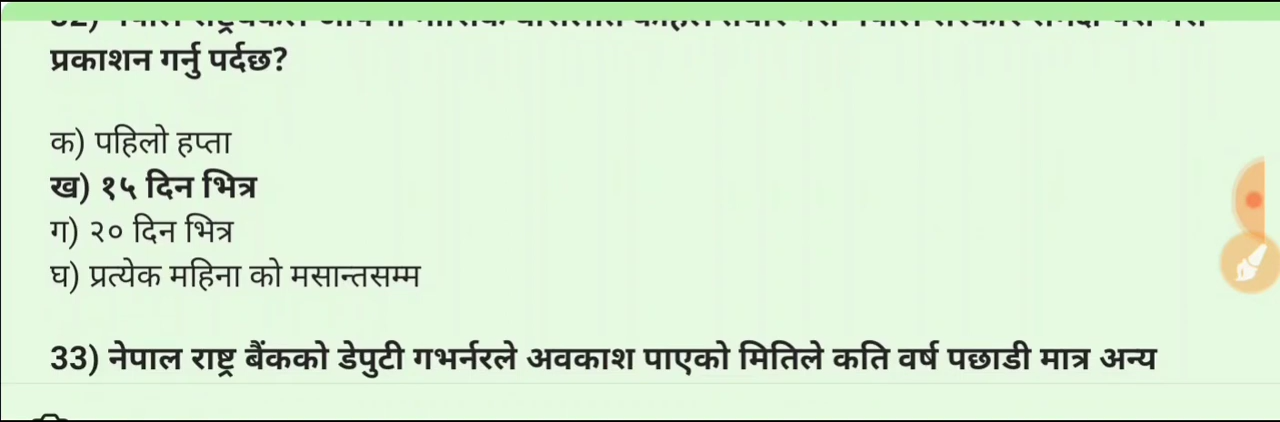 प्रकाशन गर्नु पर्दछ?
क) पहिलो हप्ता
ख) १५ दिन भित्र
ग) २० दिन भित्र
घ) प्रत्येक महिना को मसान्तसम्म
33) नेपाल राष्ट्र बैंकको डेपुटी गभर्नरले अवकाश पाएको मितिले कति वर्ष पछाडी मात्र अन्य